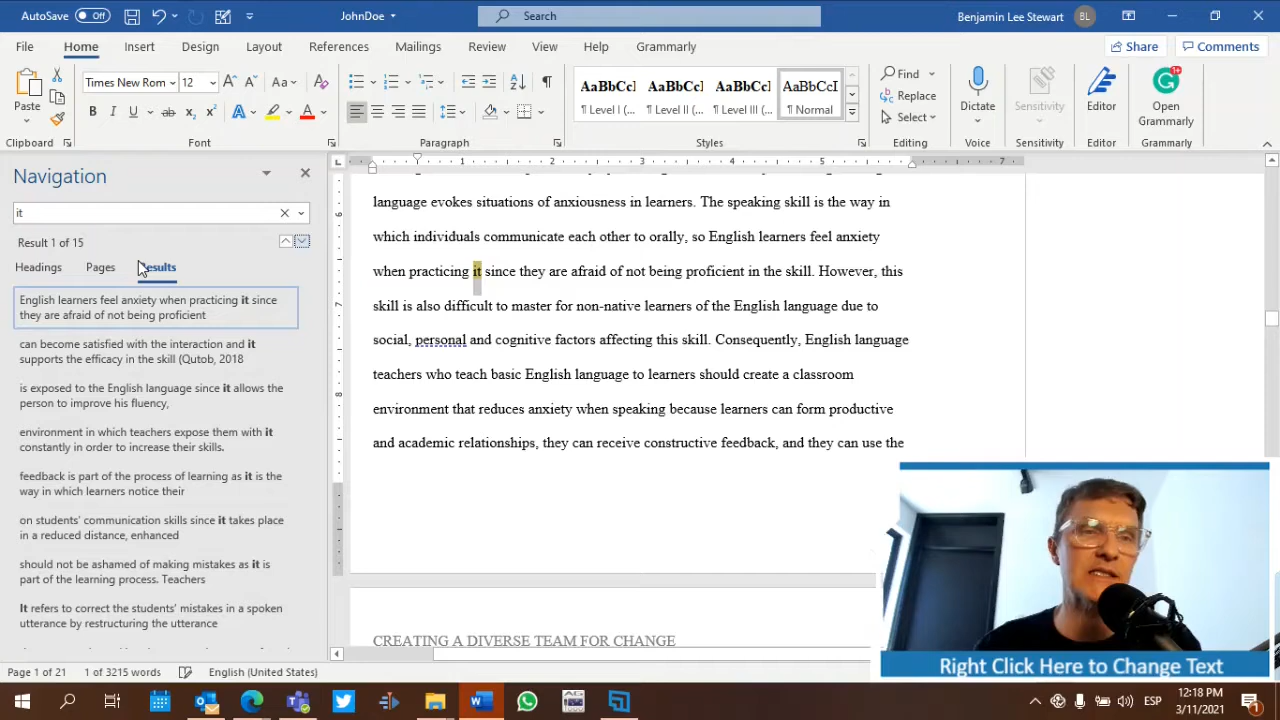 AutoSave Off JohnDoe Search Benjamin Lee Stewart BL
File Home Insert Design Layout References Mailings Review View Help Grammarly Share Comments
Times New Rom 12 Aa AaBbCc AaBbCc AaBbCc AaBbCcI Find
Paste B I U ab x₂ x² A A ¶ Level I (... ¶ Level II (... ¶ Level III (... ¶ Normal Replace Dictate Sensitivity Editor Open Grammarly
Select
Clipboard Font Paragraph Styles Editing Voice Sensitivity Editor Grammarly
Navigation
it
Result 1 of 15
Headings Pages Results
English learners feel anxiety when practicing it since
they are afraid of not being proficient
can become satisfied with the interaction and it
supports the efficacy in the skill (Qutob, 2018
is exposed to the English language since it allows the
person to improve his fluency,
environment in which teachers expose them with it
constantly in order to increase their skills.
feedback is part of the process of learning as it is the
way in which learners notice their
on students' communication skills since it takes place
in a reduced distance, enhanced
should not be ashamed of making mistakes as it is
part of the learning process. Teachers
It refers to correct the students' mistakes in a spoken
utterance by restructuring the utterance
1 2 3 4 5 7
6
7
8
language evokes situations of anxiousness in learners. The speaking skill is the way in
which individuals communicate each other to orally, so English learners feel anxiety
when practicing it since they are afraid of not being proficient in the skill. However, this
skill is also difficult to master for non-native learners of the English language due to
social, personal and cognitive factors affecting this skill. Consequently, English language
teachers who teach basic English language to learners should create a classroom
environment that reduces anxiety when speaking because learners can form productive
and academic relationships, they can receive constructive feedback, and they can use the
CREATING A DIVERSE TEAM FOR CHANGE
Right Click Here to Change Text
Page 1 of 21 1 of 3215 words English (United States)
ESP 12:18 PM
3/11/2021